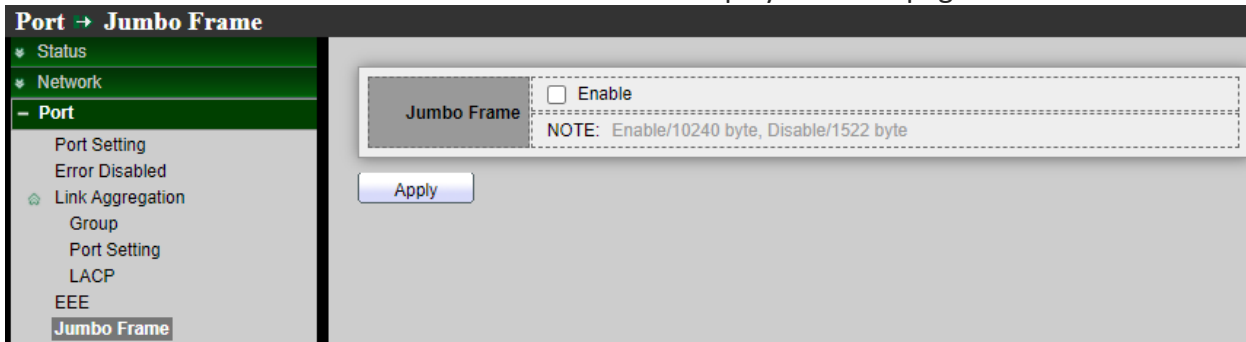 Port → Jumbo Frame
Status
Network
Port
Port Setting
Error Disabled
Link Aggregation
Group
Port Setting
LACP
EEE
Jumbo Frame
Jumbo Frame
Enable
NOTE: Enable/10240 byte, Disable/1522 byte
Apply